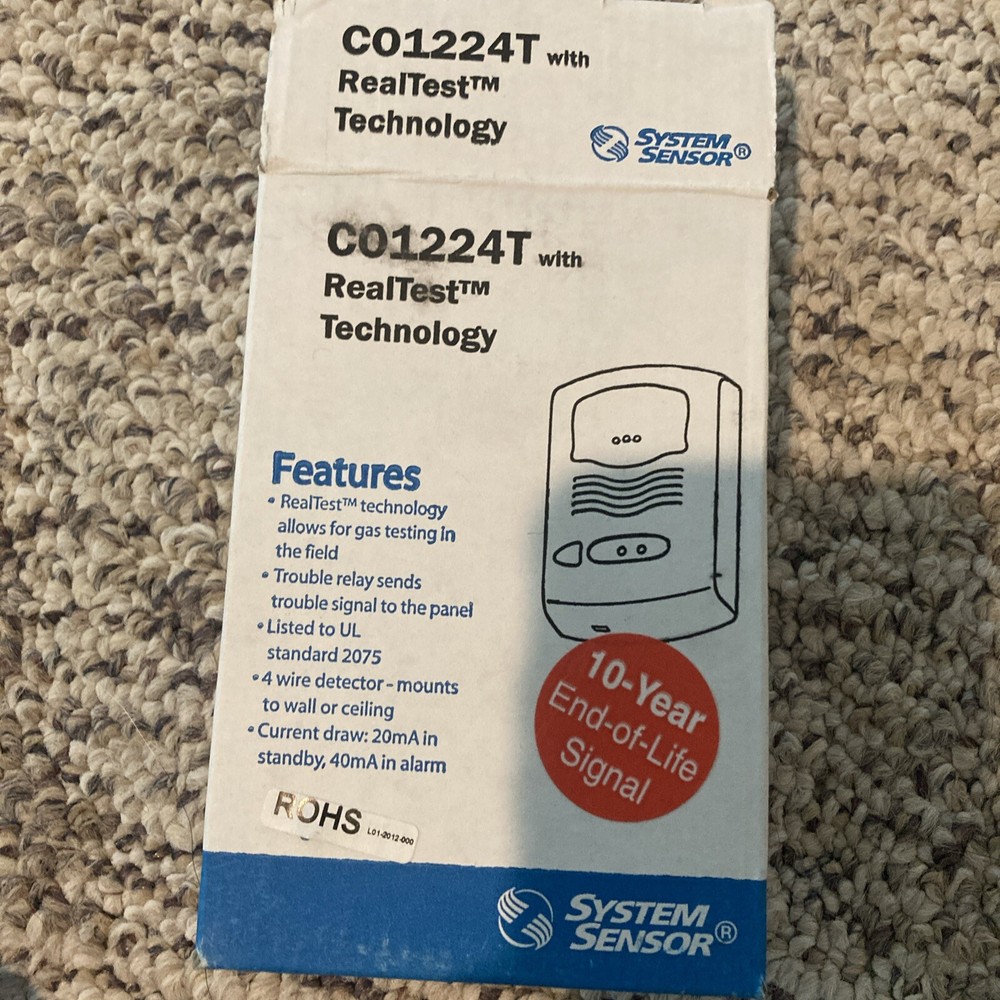 CO1224T with
RealTest™
Technology
SYSTEM
SENSOR®
CO1224T with
RealTest™
Technology
Features
• RealTest™ technology
allows for gas testing in
the field
• Trouble relay sends
trouble signal to the panel
• Listed to UL
standard 2075
• 4 wire detector – mounts
to wall or ceiling
• Current draw: 20mA in
standby, 40mA in alarm
10-Year
End-of-Life
Signal
ROHS L01-2012-000
SYSTEM
SENSOR®